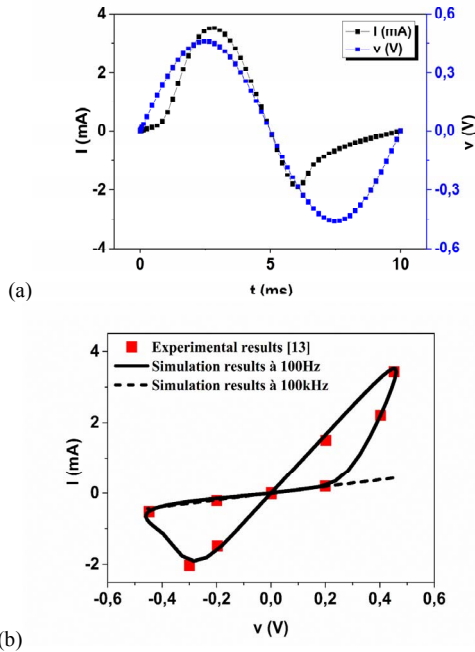 4
2
0
-2
-4
I (mA)
I (mA)
v (V)
0,6
0,3
0,0
-0,3
-0,6
v (V)
0
5
10
t (ms)
(a)
Experimental results [13]
Simulation results à 100Hz
Simulation results à 100kHz
4
2
0
-2
I (mA)
-0,6
-0,4
-0,2
0,0
0,2
0,4
0,6
v (V)
(b)